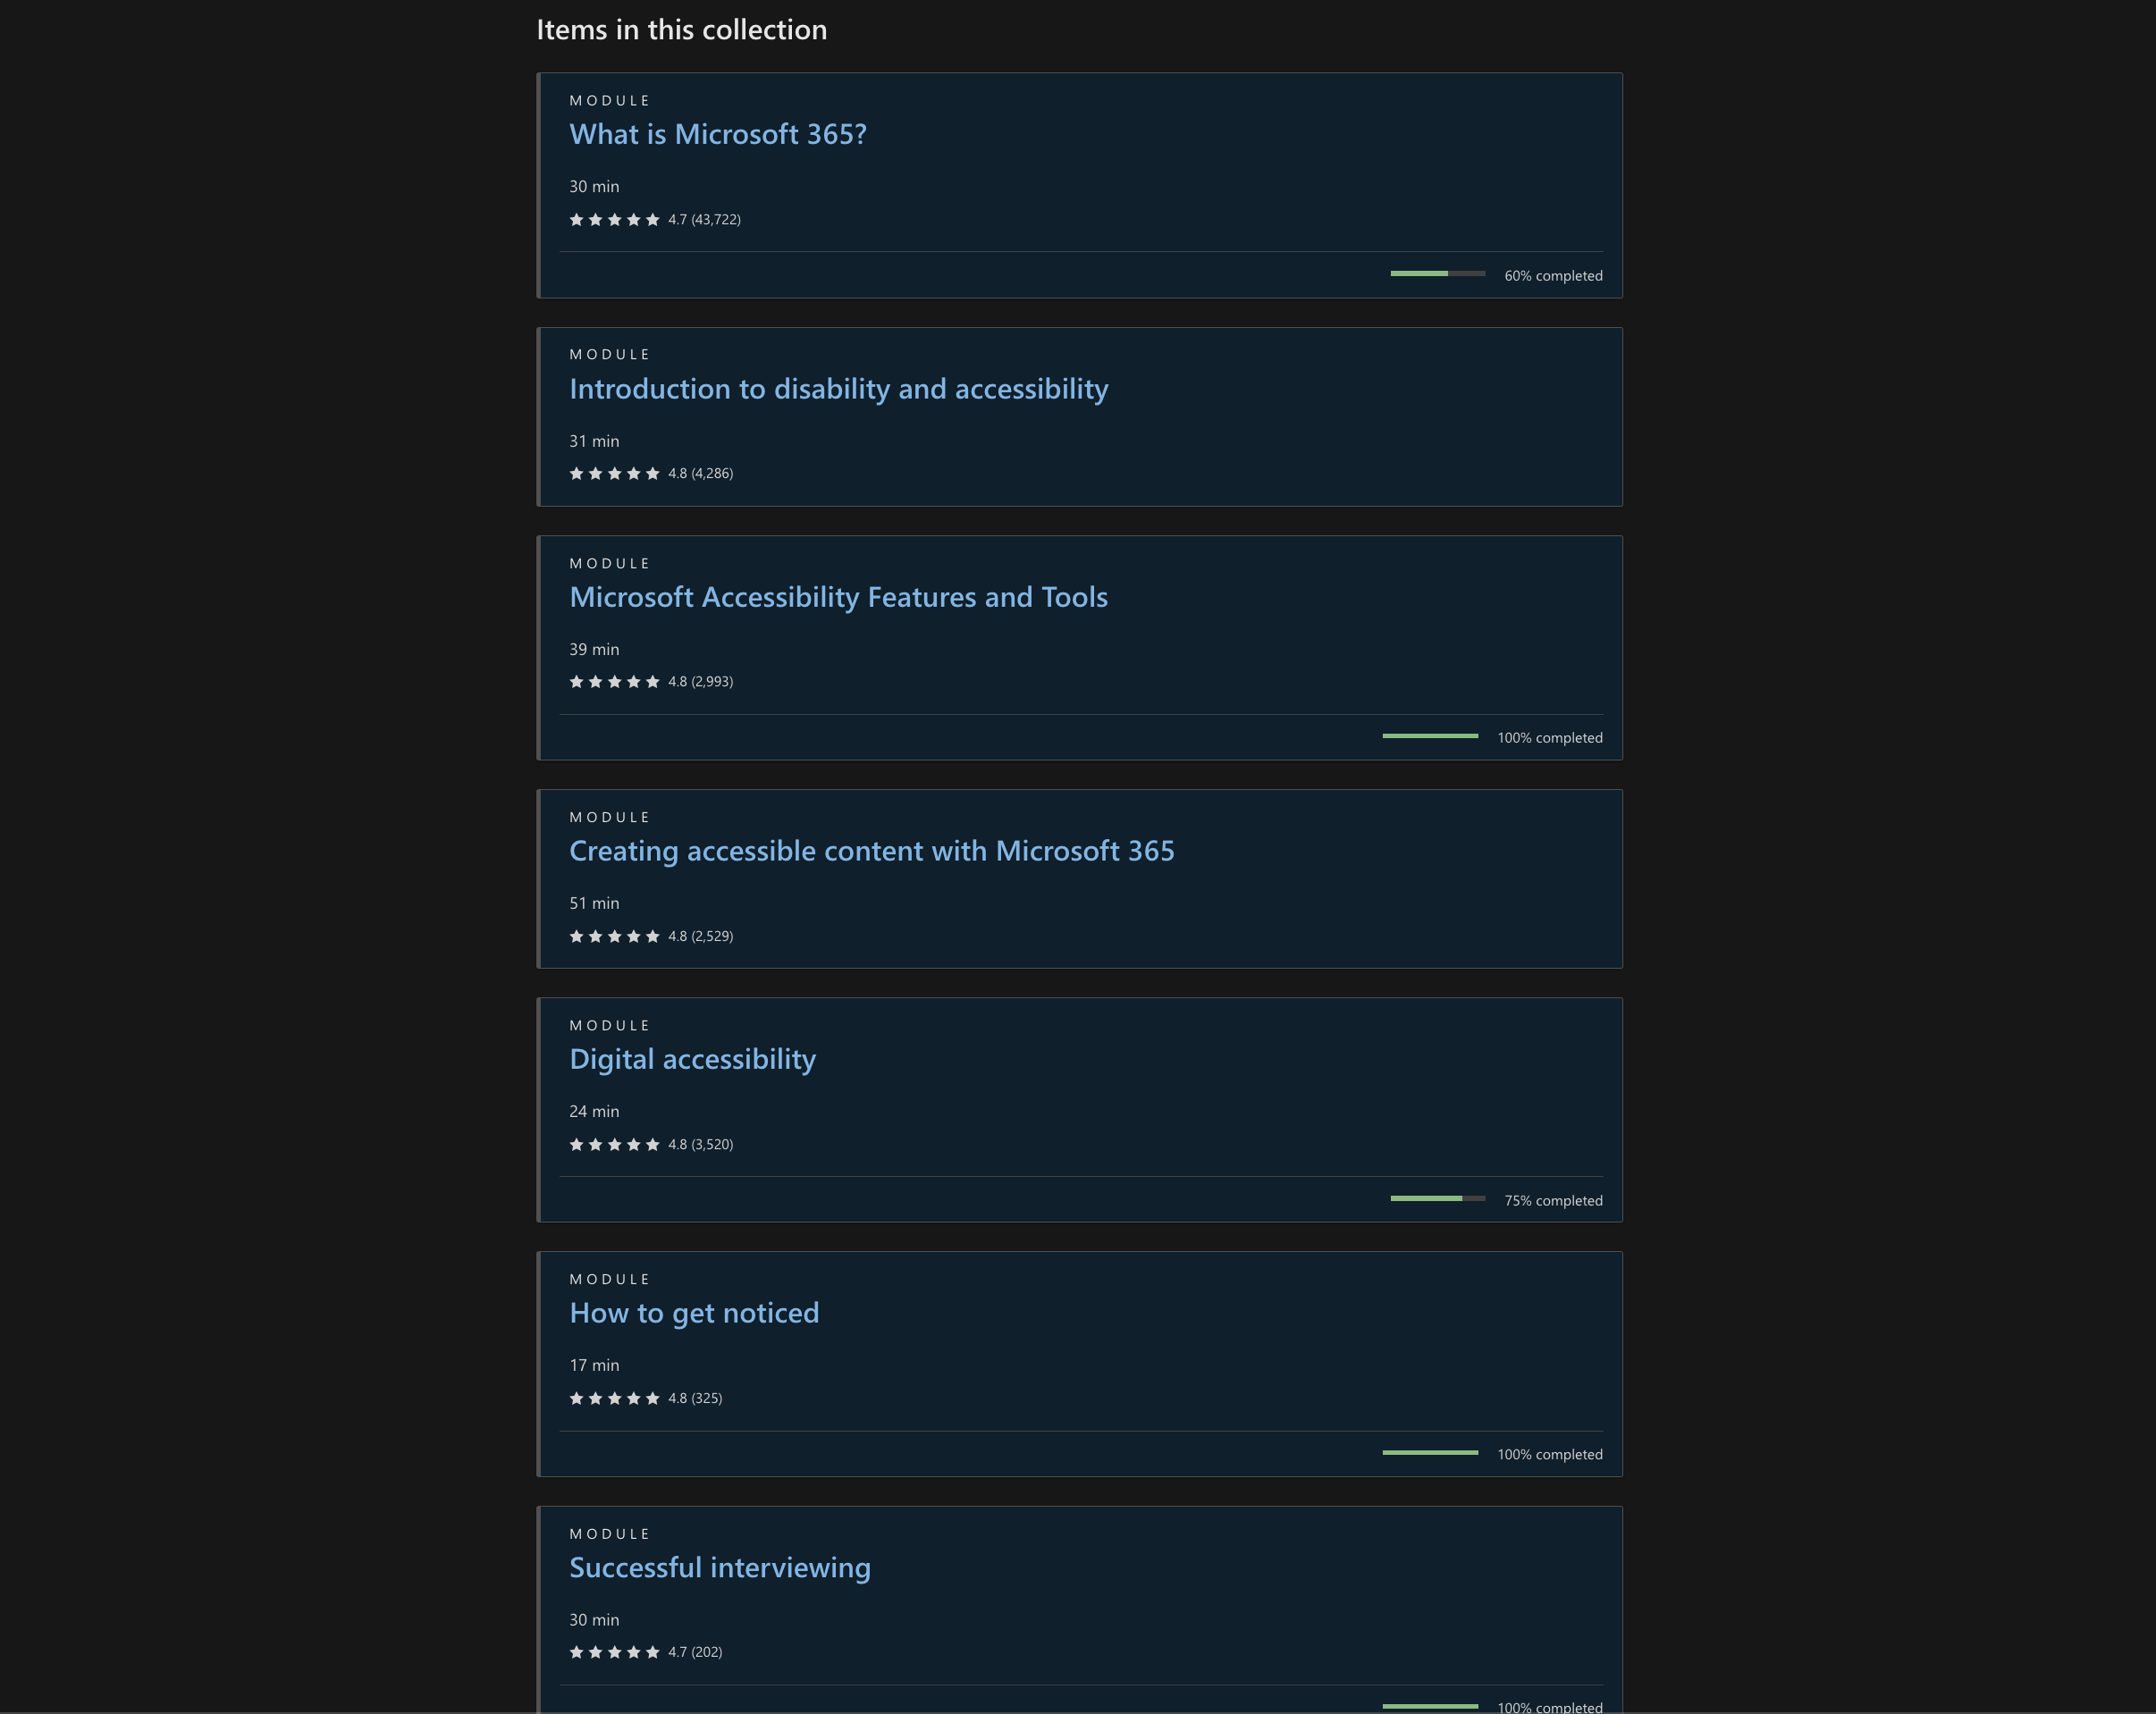 Items in this collection
MODULE
What is Microsoft 365?
30 min
4.7 (43,722)
60% completed
MODULE
Introduction to disability and accessibility
31 min
4.8 (4,286)
MODULE
Microsoft Accessibility Features and Tools
39 min
4.8 (2,993)
100% completed
MODULE
Creating accessible content with Microsoft 365
51 min
4.8 (2,529)
MODULE
Digital accessibility
24 min
4.8 (3,520)
75% completed
MODULE
How to get noticed
17 min
4.8 (325)
100% completed
MODULE
Successful interviewing
30 min
4.7 (202)
100% completed